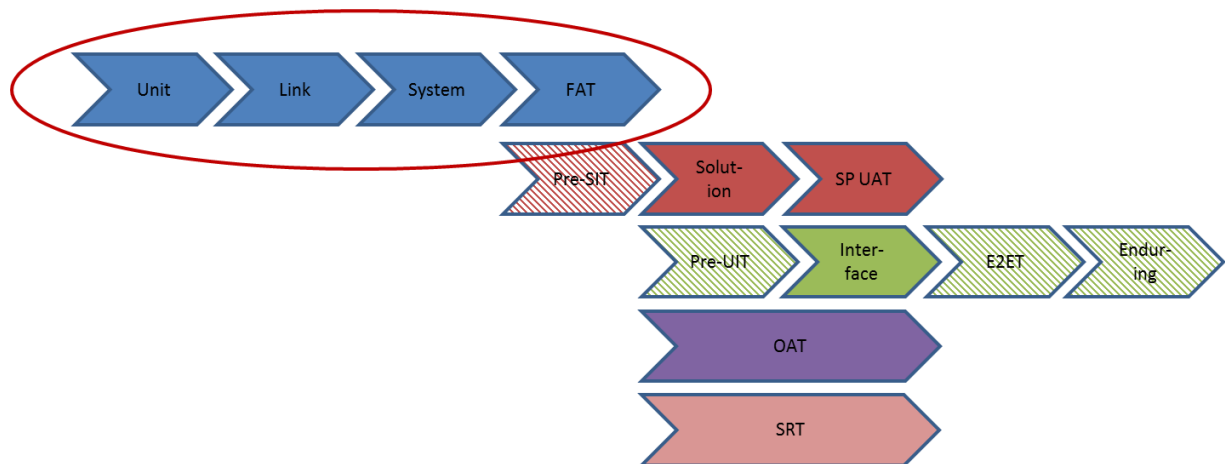 Unit
Link
System
FAT
Pre-SIT
Solut-
ion
SP UAT
Pre-UIT
Inter-
face
E2ET
Endur-
ing
OAT
SRT